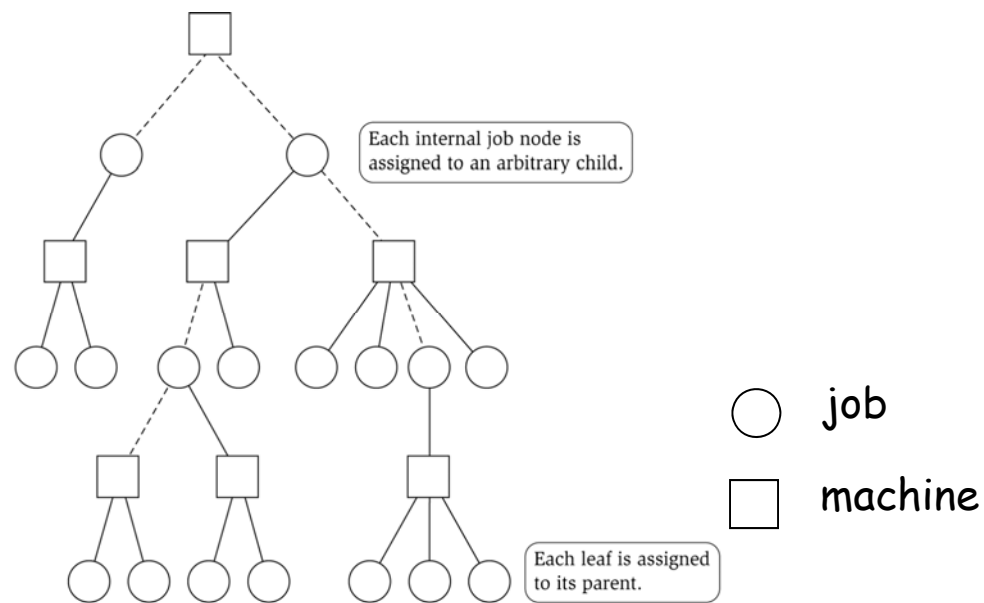 Each internal job node is
assigned to an arbitrary child.
job
machine
Each leaf is assigned
to its parent.